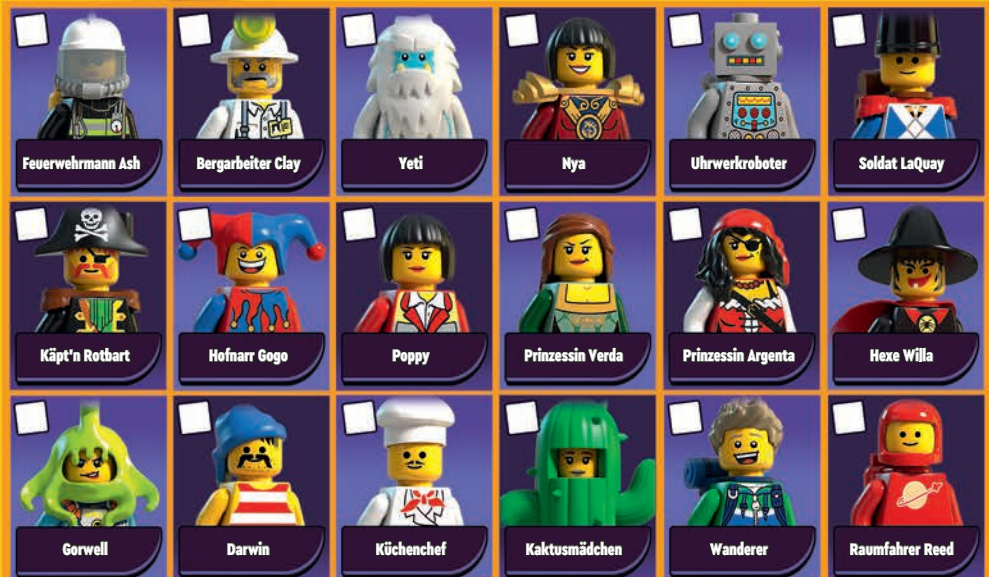 Feuerwehrmann Ash
Bergarbeiter Clay
Yeti
Nya
Uhrwerkroboter
Soldat LaQuay
Käpt'n Rotbart
Hofnarr Gogo
Poppy
Prinzessin Verda
Prinzessin Argenta
Hexe Willa
Gorwell
Darwin
Küchenchef
Kaktusmädchen
Wanderer
Raumfahrer Reed